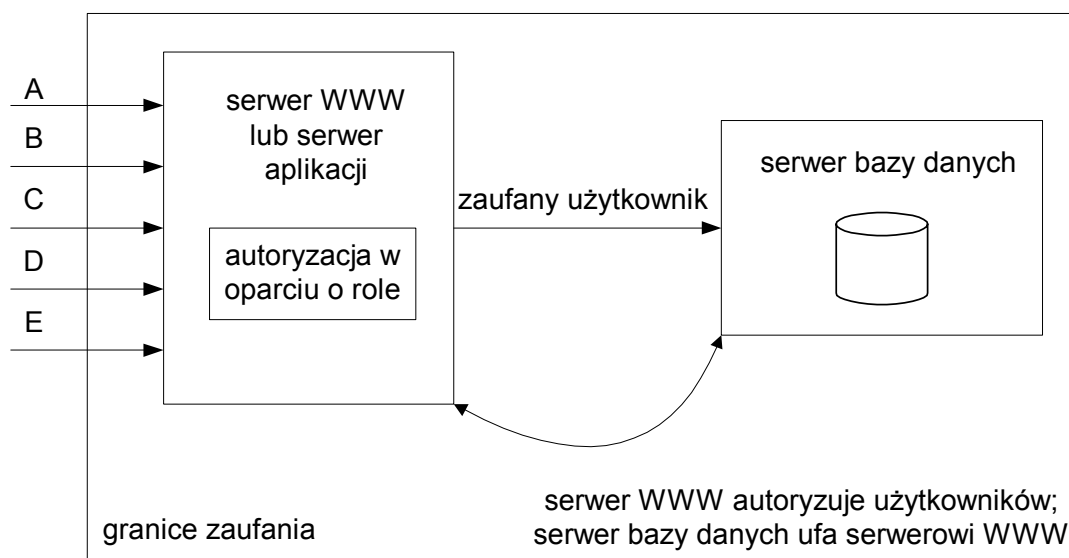 A
B
C
D
E
serwer WWW
lub serwer
aplikacji
autoryzacja w
oparciu o role
zaufany użytkownik
serwer bazy danych
granice zaufania
serwer WWW autoryzuje użytkowników;
serwer bazy danych ufa serwerowi WWW